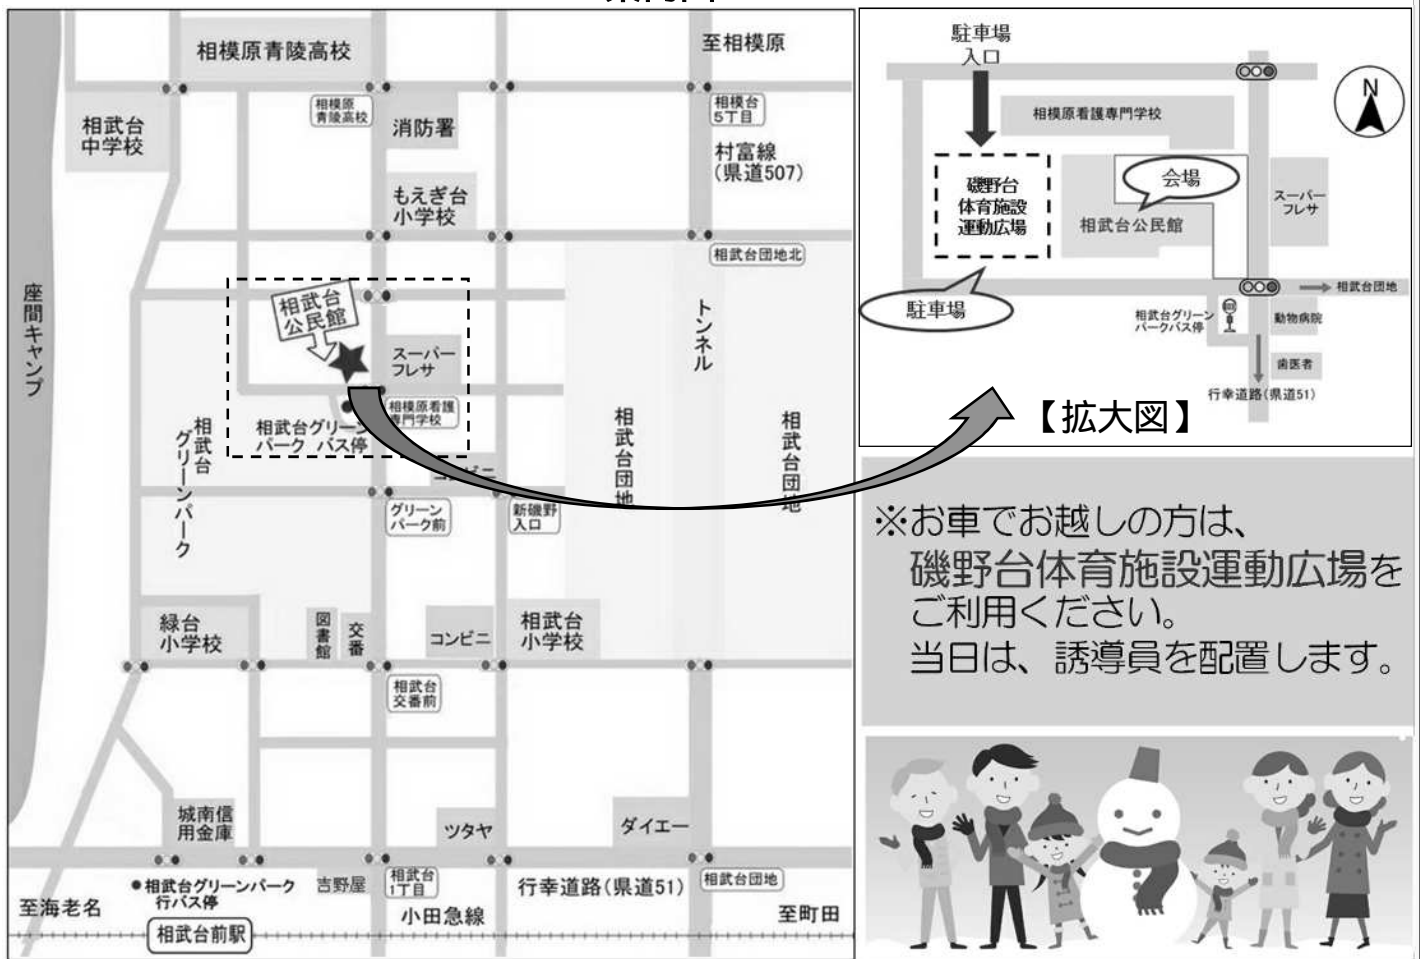 相模原青陵高校
至相模原
相模原
青陵高校
消防署
相模台
5丁目
相武台
中学校
村富線
(県道507)
もえぎ台
小学校
相武台団地北
座間キャンプ
相武台
公民館
トンネル
スーパー
フレサ
相模原看護
専門学校
相武台グリーン
パーク バス停
相武台
グリーンパーク
相武台団地
相武台団地
コンビニ
グリーン
パーク前
新磯野
入口
緑台
小学校
図書館
交番
コンビニ
相武台
小学校
相武台
交番前
城南信
用金庫
ツタヤ
ダイエー
●相武台グリーンパーク
行バス停
吉野屋
相武台
1丁目
行幸道路(県道51)
相武台団地
至海老名
小田急線
至町田
相武台前駅
駐車場
入口
N
相模原看護専門学校
磯野台
体育施設
運動広場
会場
スーパー
フレサ
相武台公民館
駐車場
相武台団地
相武台グリーン
パークバス停
動物病院
歯医者
行幸道路(県道51)
【拡大図】
※お車でお越しの方は、
磯野台体育施設運動広場を
ご利用ください。
当日は、誘導員を配置します。